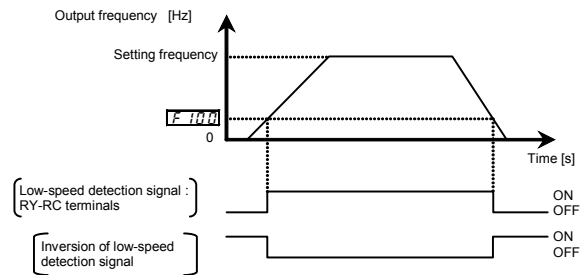 Output frequency [Hz]
Setting frequency
F 100
0
Time [s]
Low-speed detection signal :
RY-RC terminals
ON
OFF
Inversion of low-speed
detection signal
ON
OFF